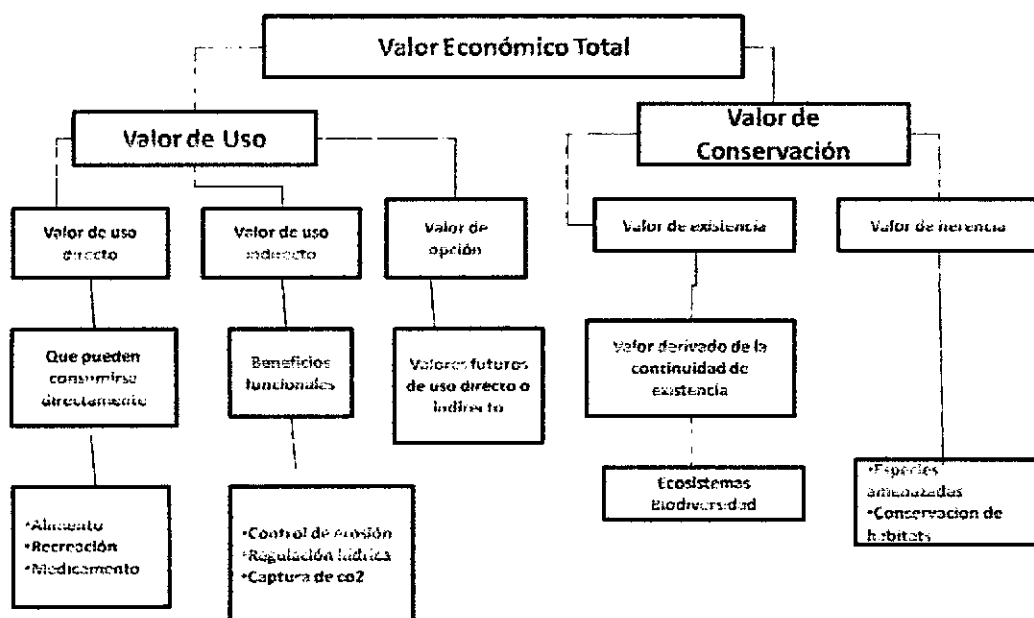 Valor Económico Total
Valor de Uso
Valor de
Conservación
Valor de uso
directo
Valor de uso
indirecto
Valor de
opción
Valor de existencia
Valor de herencia
Que pueden
consumirse
directamente
Beneficios
funcionales
Valores futuros
de uso directo o
indirecto
Valor derivado de la
continuidad de
existencia
•Alimento
•Recreación
•Medicamento
•Control de erosión
•Regulación hídrica
•Captura de co2
Ecosistemas
Biodiversidad
•Especies
amenazadas
•Conservacion de
habitats